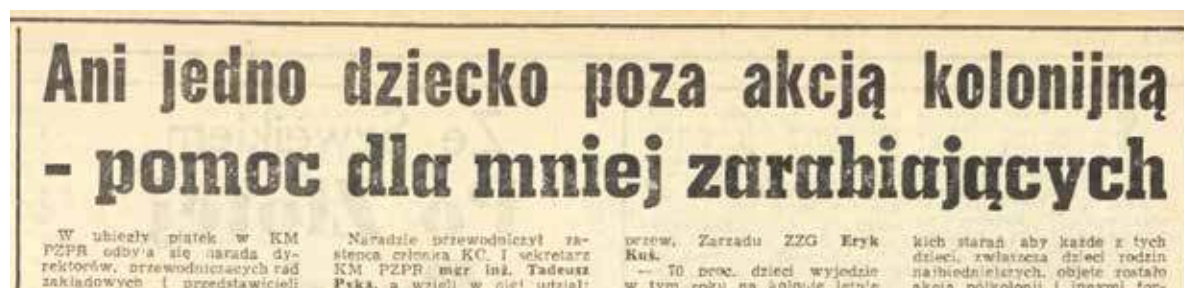 Ani jedno dziecko poza akcją kolonijną
- pomoc dla mniej zarabiających
W ubiegły piątek w KM
PZPR odbyła się narada dy-
rektorów, przewodniczących rad
zakładowych i przedstawicieli
Naradzie przewodniczył za-
stępca członka KC, I sekretarz
KM PZPR mgr inż. Tadeusz
Pyka, a wzięli w niej udział:
przew. Zarządu ZZG Eryk
Kuś.
— 70 proc. dzieci wyjedzie
w tym roku na kolonie letnie
kich starań aby każde z tych
dzieci, zwłaszcza dzieci rodzin
najbiedniejszych, objęte zostało
akcją półkolonii i innymi for-